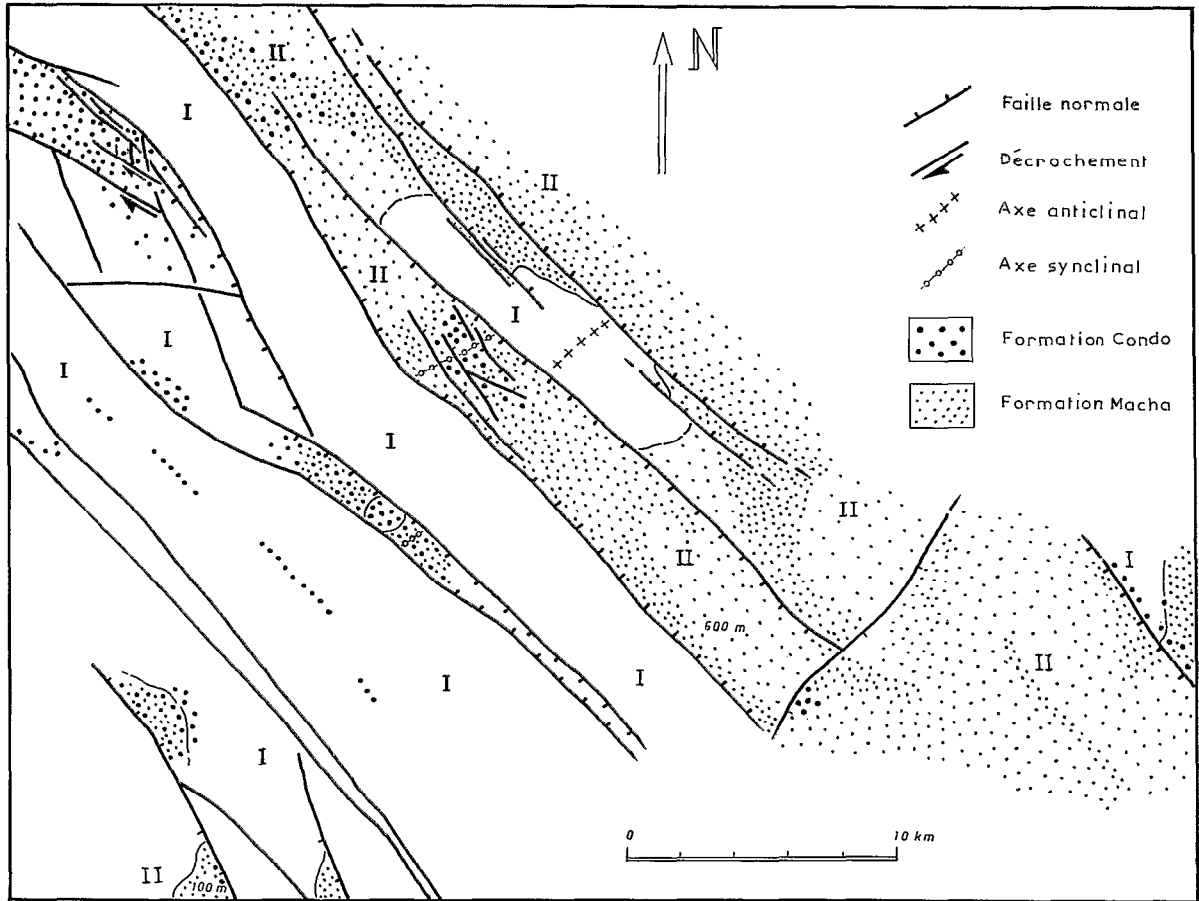 II
N
I
Faille normale
Décrochement
II
Axe anticlinal
II
Axe synclinal
I
I
Formation Condo
I
Formation Macha
I
II
II
I
600 m
II
I
I
I
II
100 m
0 10 km